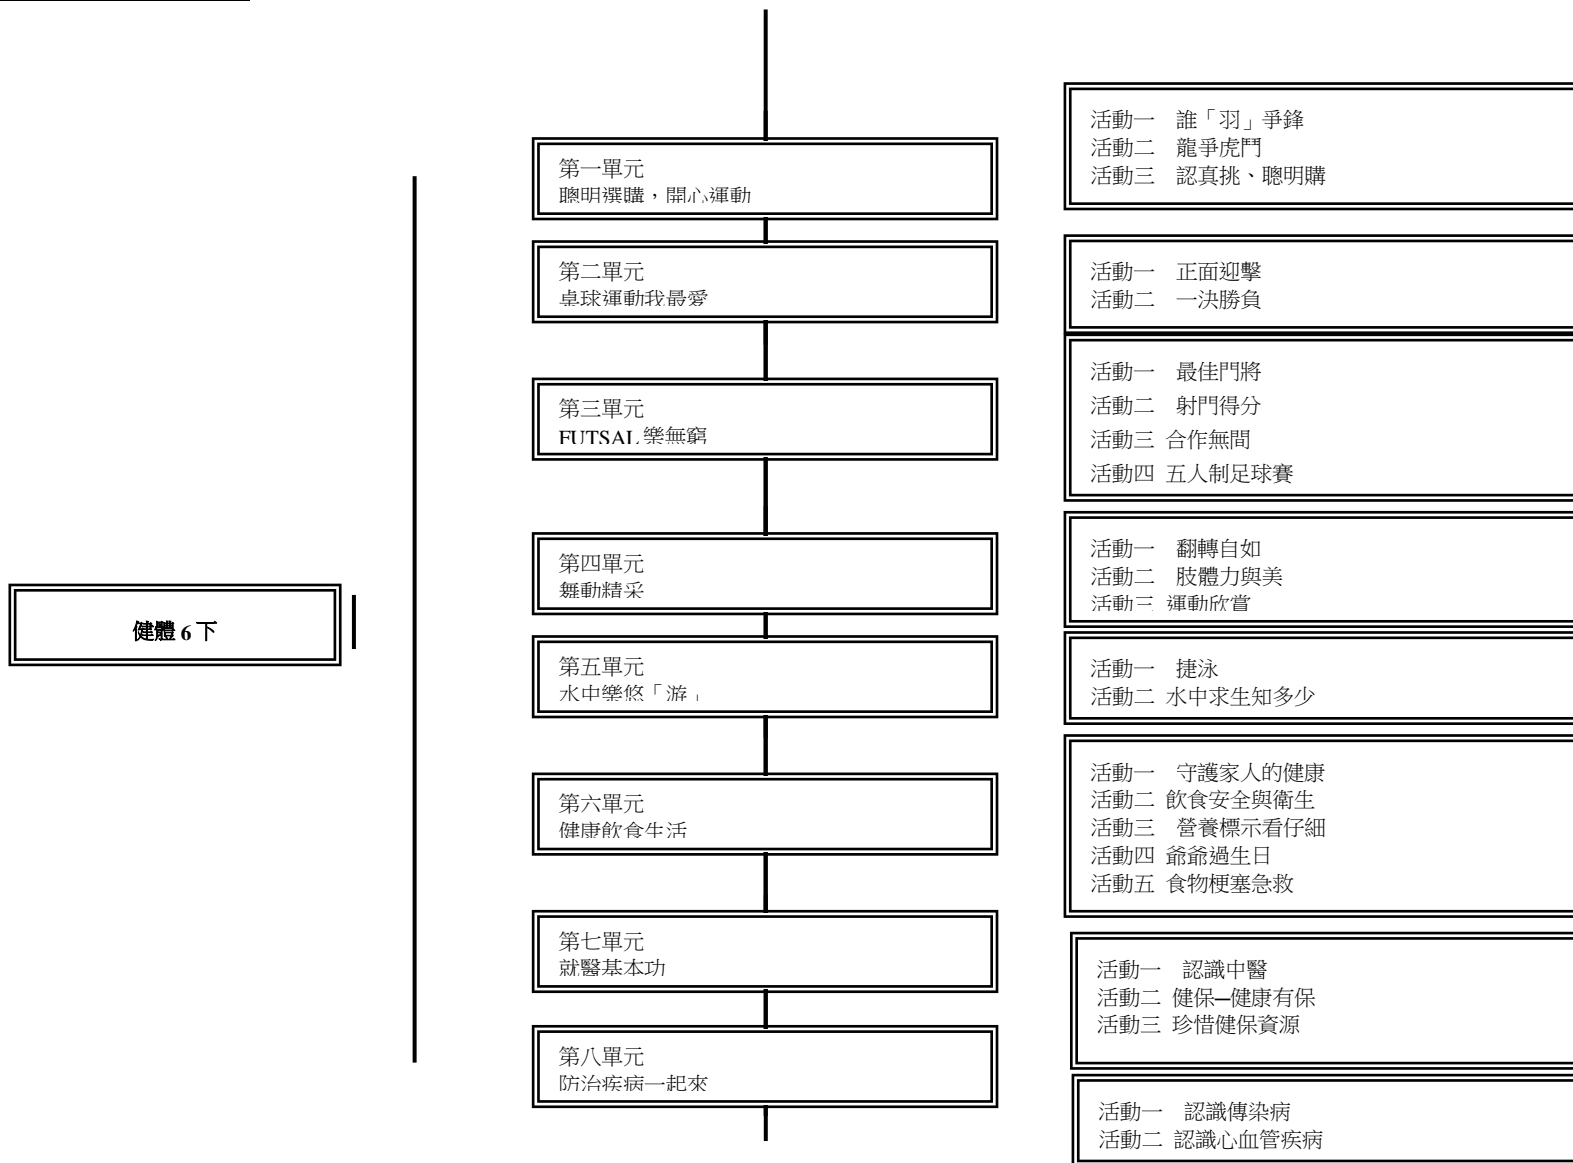 健體 6 下
第一單元
聰明選購，開心運動
活動一　誰「羽」爭鋒
活動二　龍爭虎鬥
活動三　認真挑、聰明購
第二單元
桌球運動我最愛
活動一　正面迎擊
活動二　一決勝負
第三單元
FUTSAL 樂無窮
活動一　最佳門將
活動二　射門得分
活動三 合作無間
活動四 五人制足球賽
第四單元
舞動精采
活動一　翻轉自如
活動二　肢體力與美
活動三 運動欣賞
第五單元
水中樂悠「游」
活動一　捷泳
活動二 水中求生知多少
第六單元
健康飲食生活
活動一　守護家人的健康
活動二 飲食安全與衛生
活動三　營養標示看仔細
活動四 爺爺過生日
活動五 食物梗塞急救
第七單元
就醫基本功
活動一　認識中醫
活動二 健保─健康有保
活動三 珍惜健保資源
第八單元
防治疾病一起來
活動一　認識傳染病
活動二 認識心血管疾病